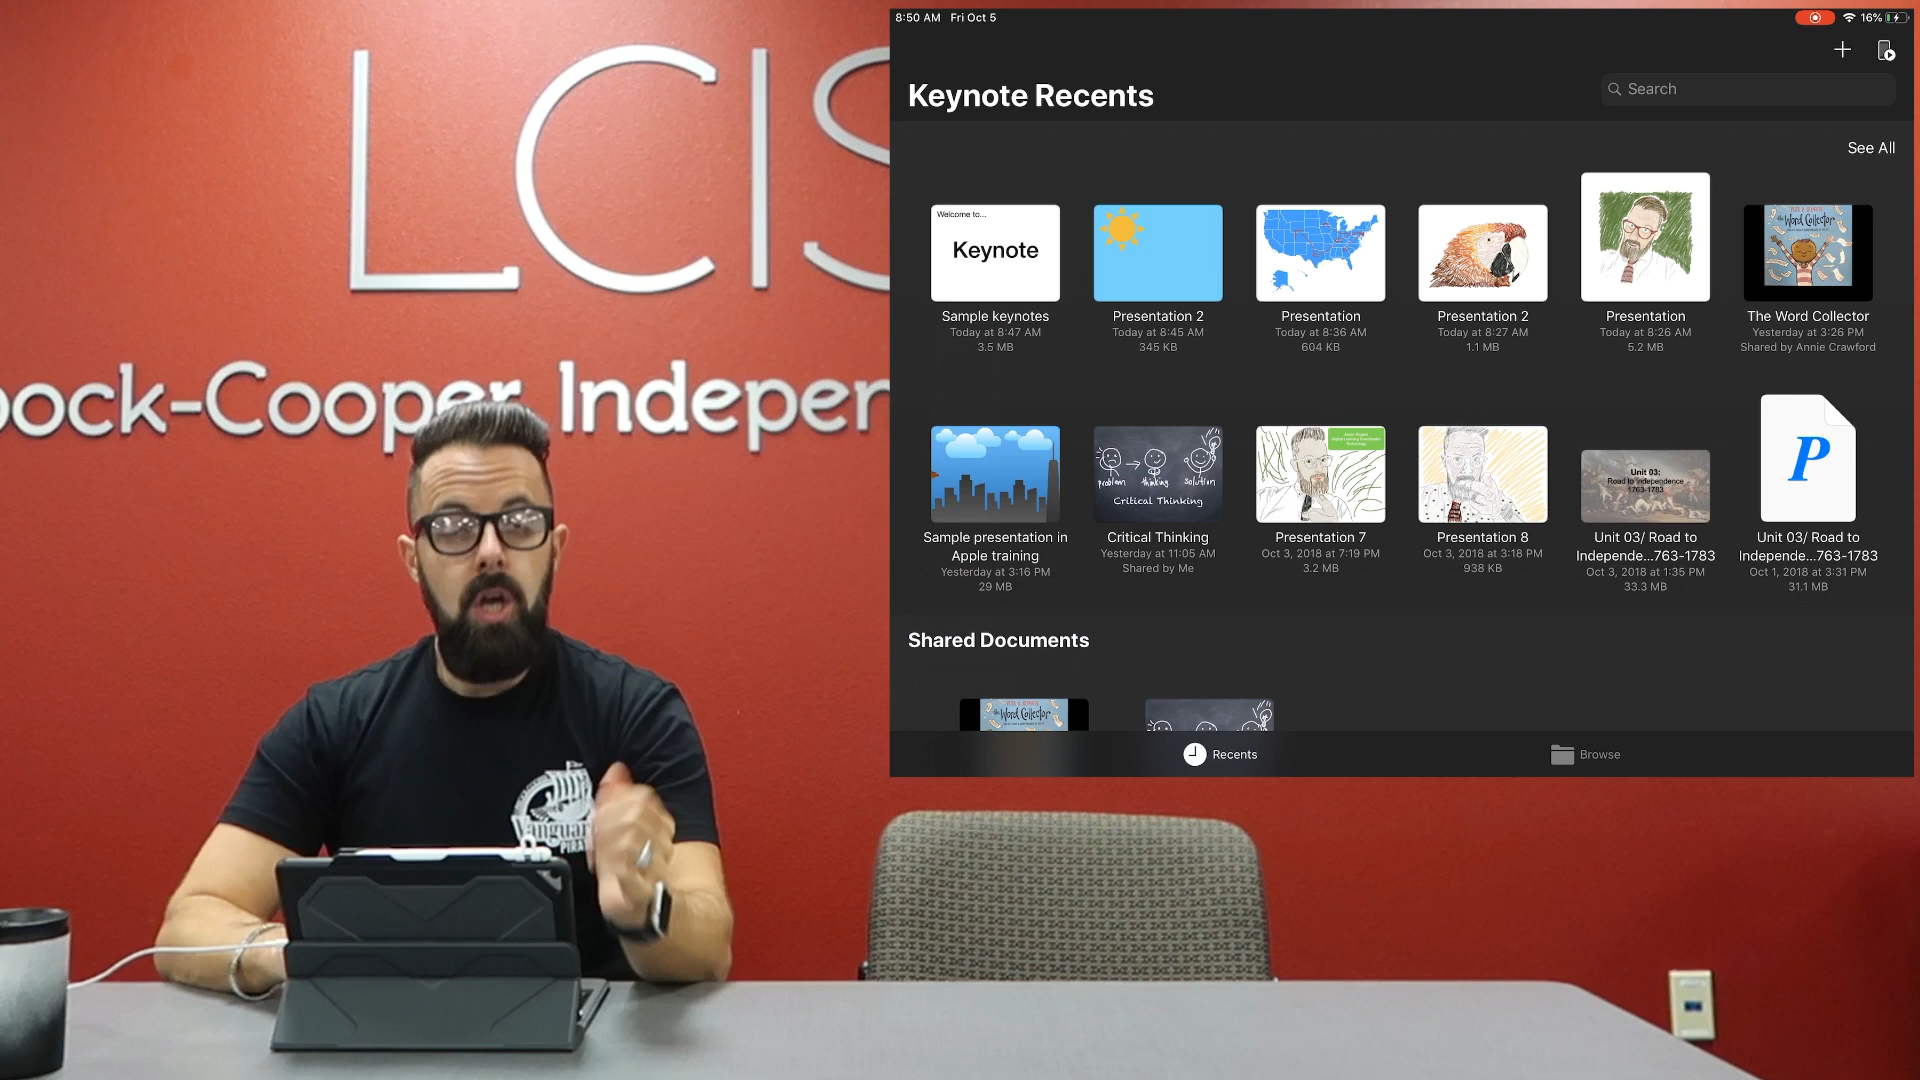 LCIS
bock-Cooper Indepen
Vanguar
PIRAT
8:50 AM Fri Oct 5
16%
Keynote Recents
Search
See All
Welcome to...
Keynote
the Word Collector
Sample keynotes
Today at 8:47 AM
3.5 MB
Presentation 2
Today at 8:45 AM
345 KB
Presentation
Today at 8:36 AM
604 KB
Presentation 2
Today at 8:27 AM
1.1 MB
Presentation
Today at 8:26 AM
5.2 MB
The Word Collector
Yesterday at 3:26 PM
Shared by Annie Crawford
problem thinking solution
Critical Thinking
Unit 03:
Road to Independence
1763-1783
P
Sample presentation in
Apple training
Yesterday at 3:16 PM
29 MB
Critical Thinking
Yesterday at 11:05 AM
Shared by Me
Presentation 7
Oct 3, 2018 at 7:19 PM
3.2 MB
Presentation 8
Oct 3, 2018 at 3:18 PM
938 KB
Unit 03/ Road to
Independe...763-1783
Oct 3, 2018 at 1:35 PM
33.3 MB
Unit 03/ Road to
Independe...763-1783
Oct 1, 2018 at 3:31 PM
31.1 MB
Shared Documents
the Word Collector
Recents
Browse